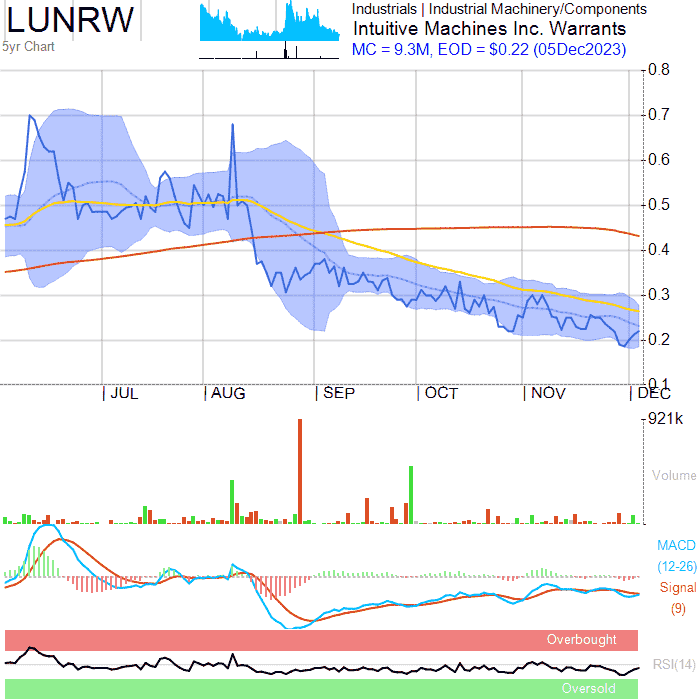 LUNRW
5yr Chart
Industrials | Industrial Machinery/Components
Intuitive Machines Inc. Warrants
MC = 9.3M, EOD = $0.22 (05Dec2023)
0.8
0.7
0.6
0.5
0.4
0.3
0.2
0.1
JUL
AUG
SEP
OCT
NOV
DEC
921k
Volume
MACD
(12-26)
Signal
(9)
Overbought
RSI(14)
Oversold